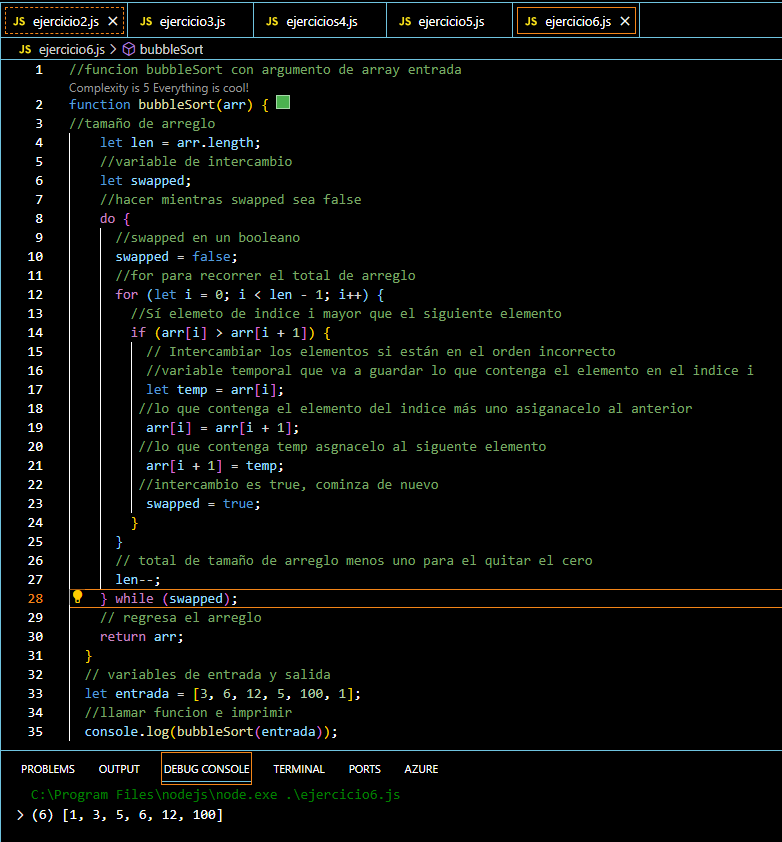 JS ejercicio2.js JS ejercicio3.js JS ejercicios4.js JS ejercicio5.js JS ejercicio6.js
JS ejercicio6.js > bubbleSort
1 //funcion bubbleSort con argumento de array entrada
Complexity is 5 Everything is cool!
2 function bubbleSort(arr) {
3 //tamaño de arreglo
4 let len = arr.length;
5 //variable de intercambio
6 let swapped;
7 //hacer mientras swapped sea false
8 do {
9 //swapped en un booleano
10 swapped = false;
11 //for para recorrer el total de arreglo
12 for (let i = 0; i < len - 1; i++) {
13 //Sí elemeto de indice i mayor que el siguiente elemento
14 if (arr[i] > arr[i + 1]) {
15 // Intercambiar los elementos si están en el orden incorrecto
16 //variable temporal que va a guardar lo que contenga el elemento en el indice i
17 let temp = arr[i];
18 //lo que contenga el elemento del indice más uno asiganacelo al anterior
19 arr[i] = arr[i + 1];
20 //lo que contenga temp asgnacelo al siguente elemento
21 arr[i + 1] = temp;
22 //intercambio es true, cominza de nuevo
23 swapped = true;
24 }
25 }
26 // total de tamaño de arreglo menos uno para el quitar el cero
27 len--;
28 } while (swapped);
29 // regresa el arreglo
30 return arr;
31 }
32 // variables de entrada y salida
33 let entrada = [3, 6, 12, 5, 100, 1];
34 //llamar funcion e imprimir
35 console.log(bubbleSort(entrada));
PROBLEMS OUTPUT DEBUG CONSOLE TERMINAL PORTS AZURE
C:\Program Files\nodejs\node.exe .\ejercicio6.js
> (6) [1, 3, 5, 6, 12, 100]